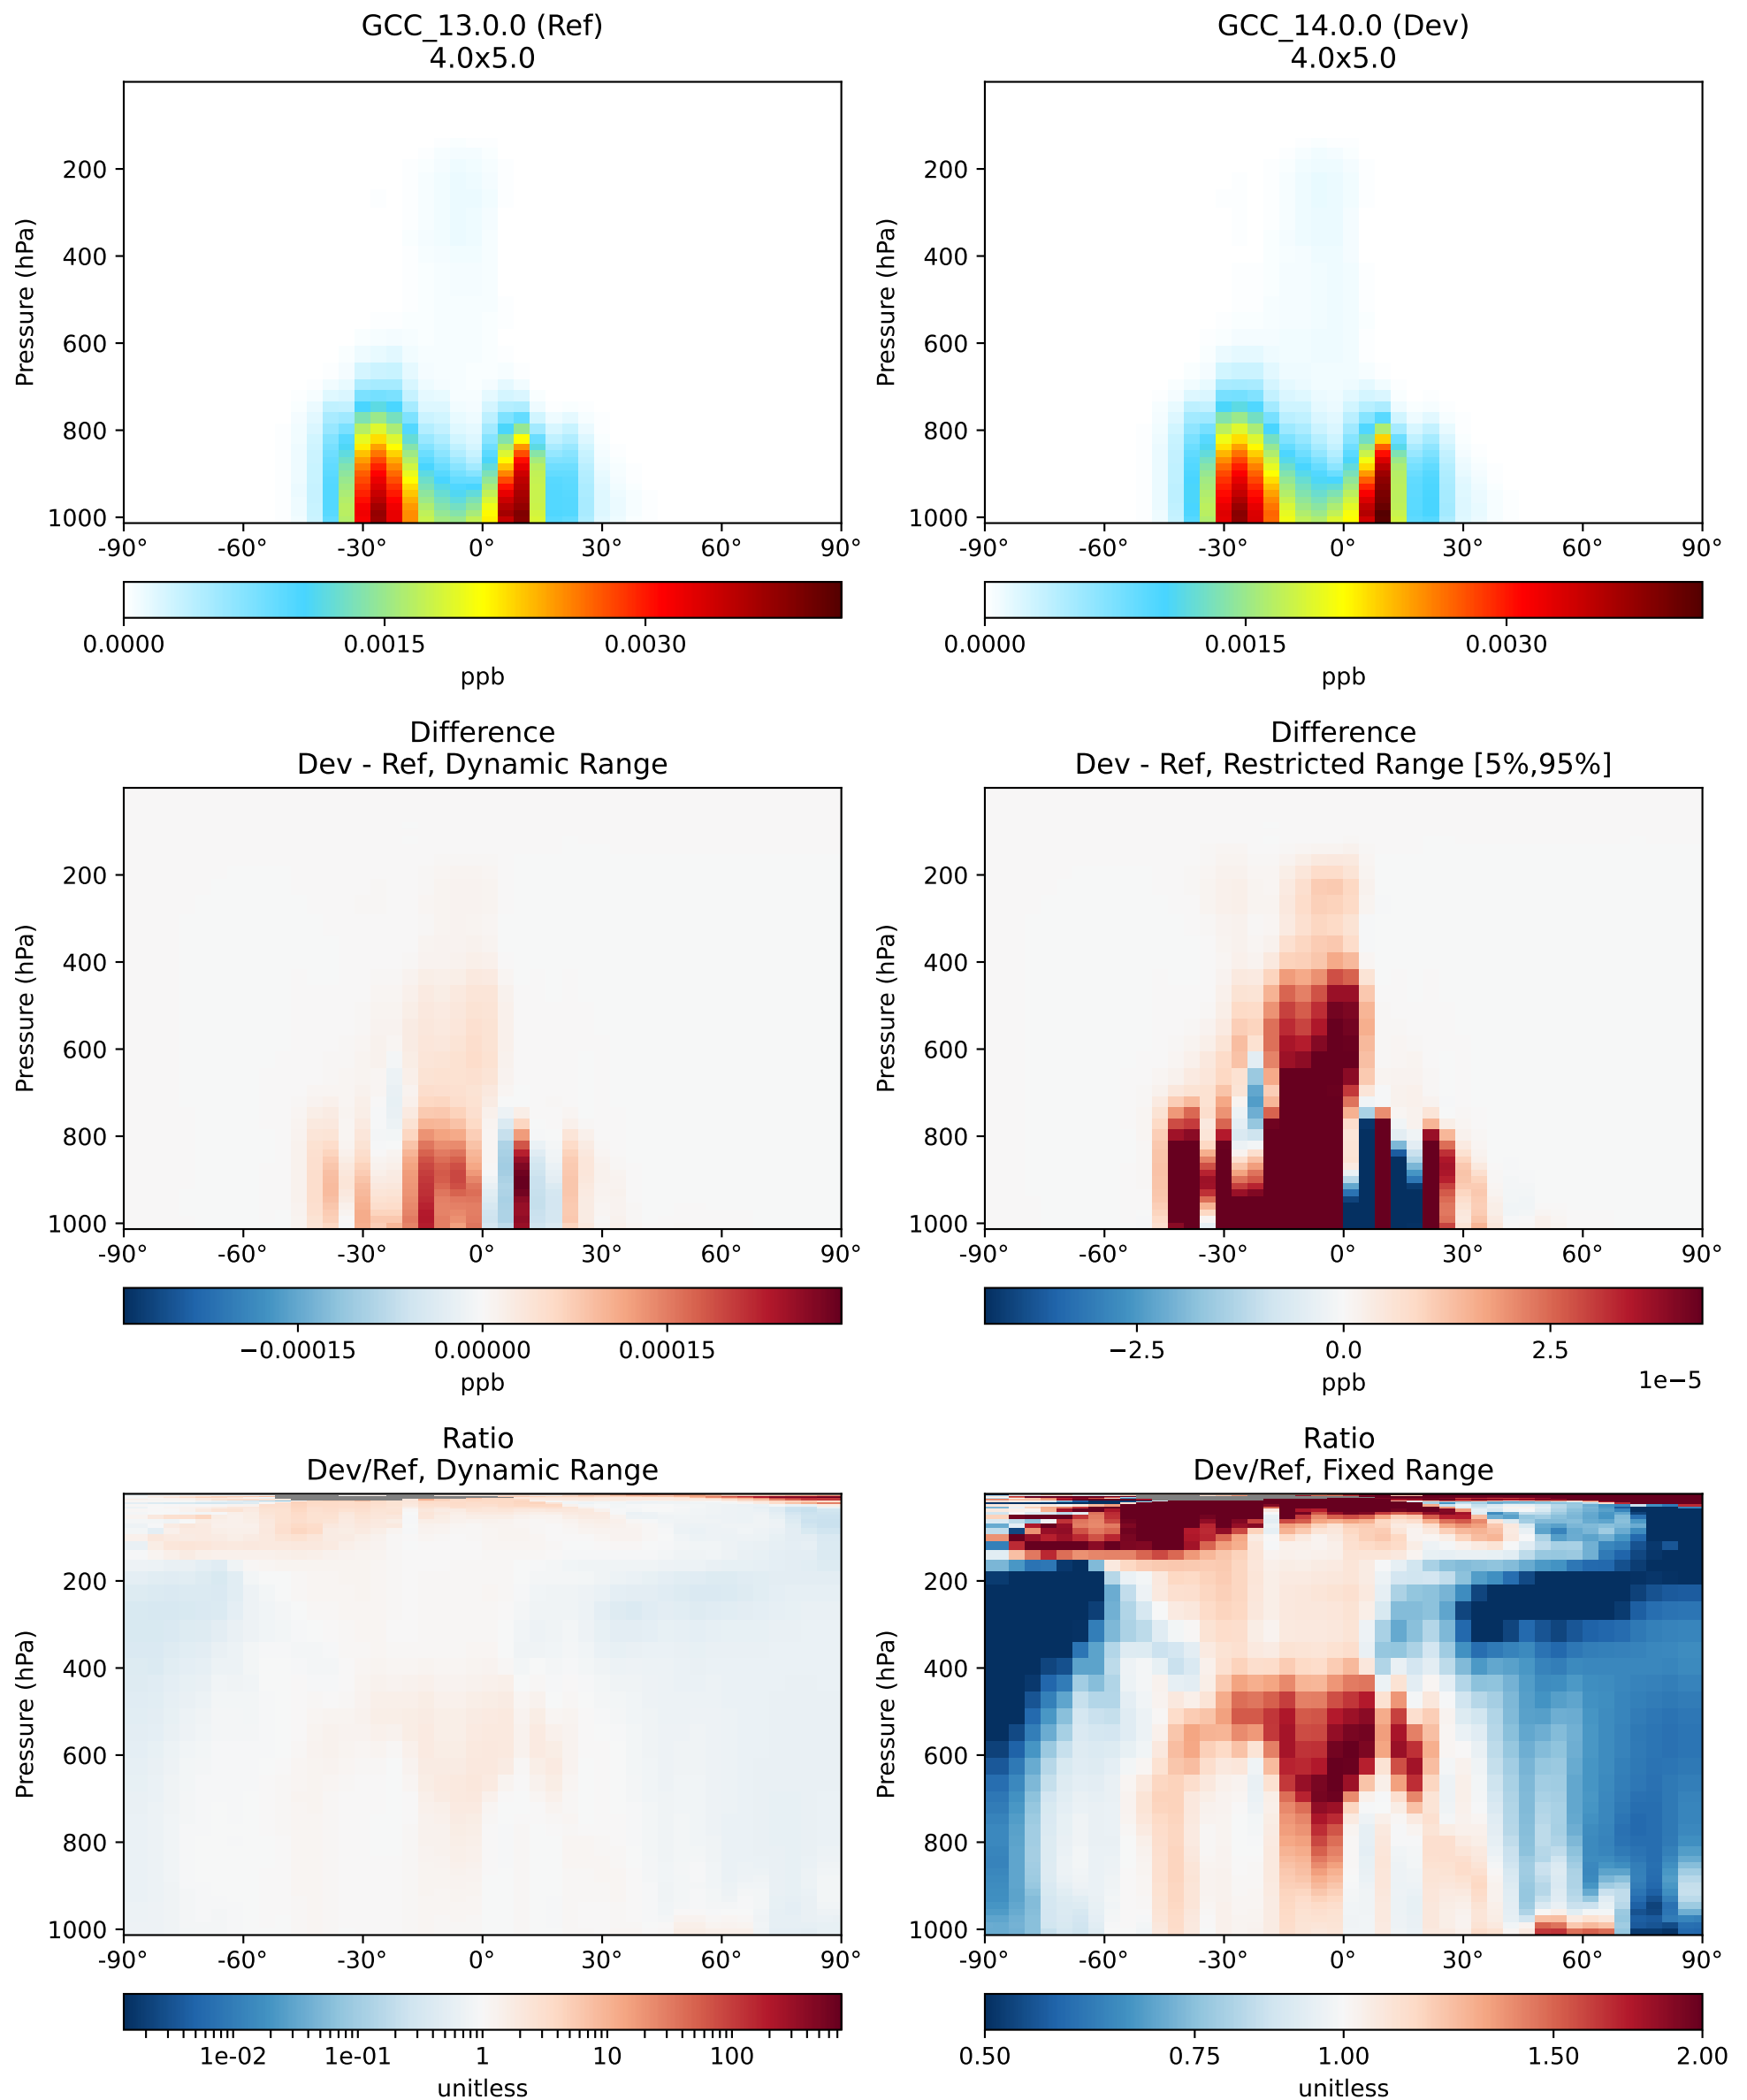 GCC_13.0.0 (Ref)
4.0x5.0
GCC_14.0.0 (Dev)
4.0x5.0
Pressure (hPa)
200
400
600
800
1000
-90° -60° -30° 0° 30° 60° 90°
0.0000 0.0015 0.0030
ppb
Pressure (hPa)
200
400
600
800
1000
-90° -60° -30° 0° 30° 60° 90°
0.0000 0.0015 0.0030
ppb
Difference
Dev - Ref, Dynamic Range
Difference
Dev - Ref, Restricted Range [5%,95%]
Pressure (hPa)
200
400
600
800
1000
-90° -60° -30° 0° 30° 60° 90°
−0.00015 0.00000 0.00015
ppb
Pressure (hPa)
200
400
600
800
1000
-90° -60° -30° 0° 30° 60° 90°
−2.5 0.0 2.5
ppb
1e−5
Ratio
Dev/Ref, Dynamic Range
Ratio
Dev/Ref, Fixed Range
Pressure (hPa)
200
400
600
800
1000
-90° -60° -30° 0° 30° 60° 90°
1e-02 1e-01 1 10 100
unitless
Pressure (hPa)
200
400
600
800
1000
-90° -60° -30° 0° 30° 60° 90°
0.50 0.75 1.00 1.50 2.00
unitless